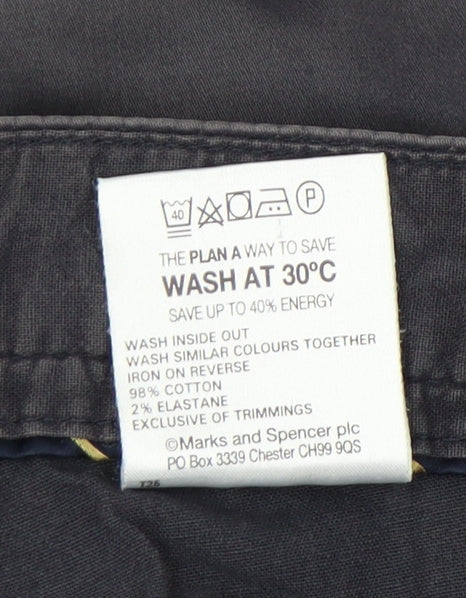 40 P
THE PLAN A WAY TO SAVE
WASH AT 30ºC
SAVE UP TO 40% ENERGY
WASH INSIDE OUT
WASH SIMILAR COLOURS TOGETHER
IRON ON REVERSE
98% COTTON
2% ELASTANE
EXCLUSIVE OF TRIMMINGS
©Marks and Spencer plc
PO Box 3339 Chester CH99 9QS